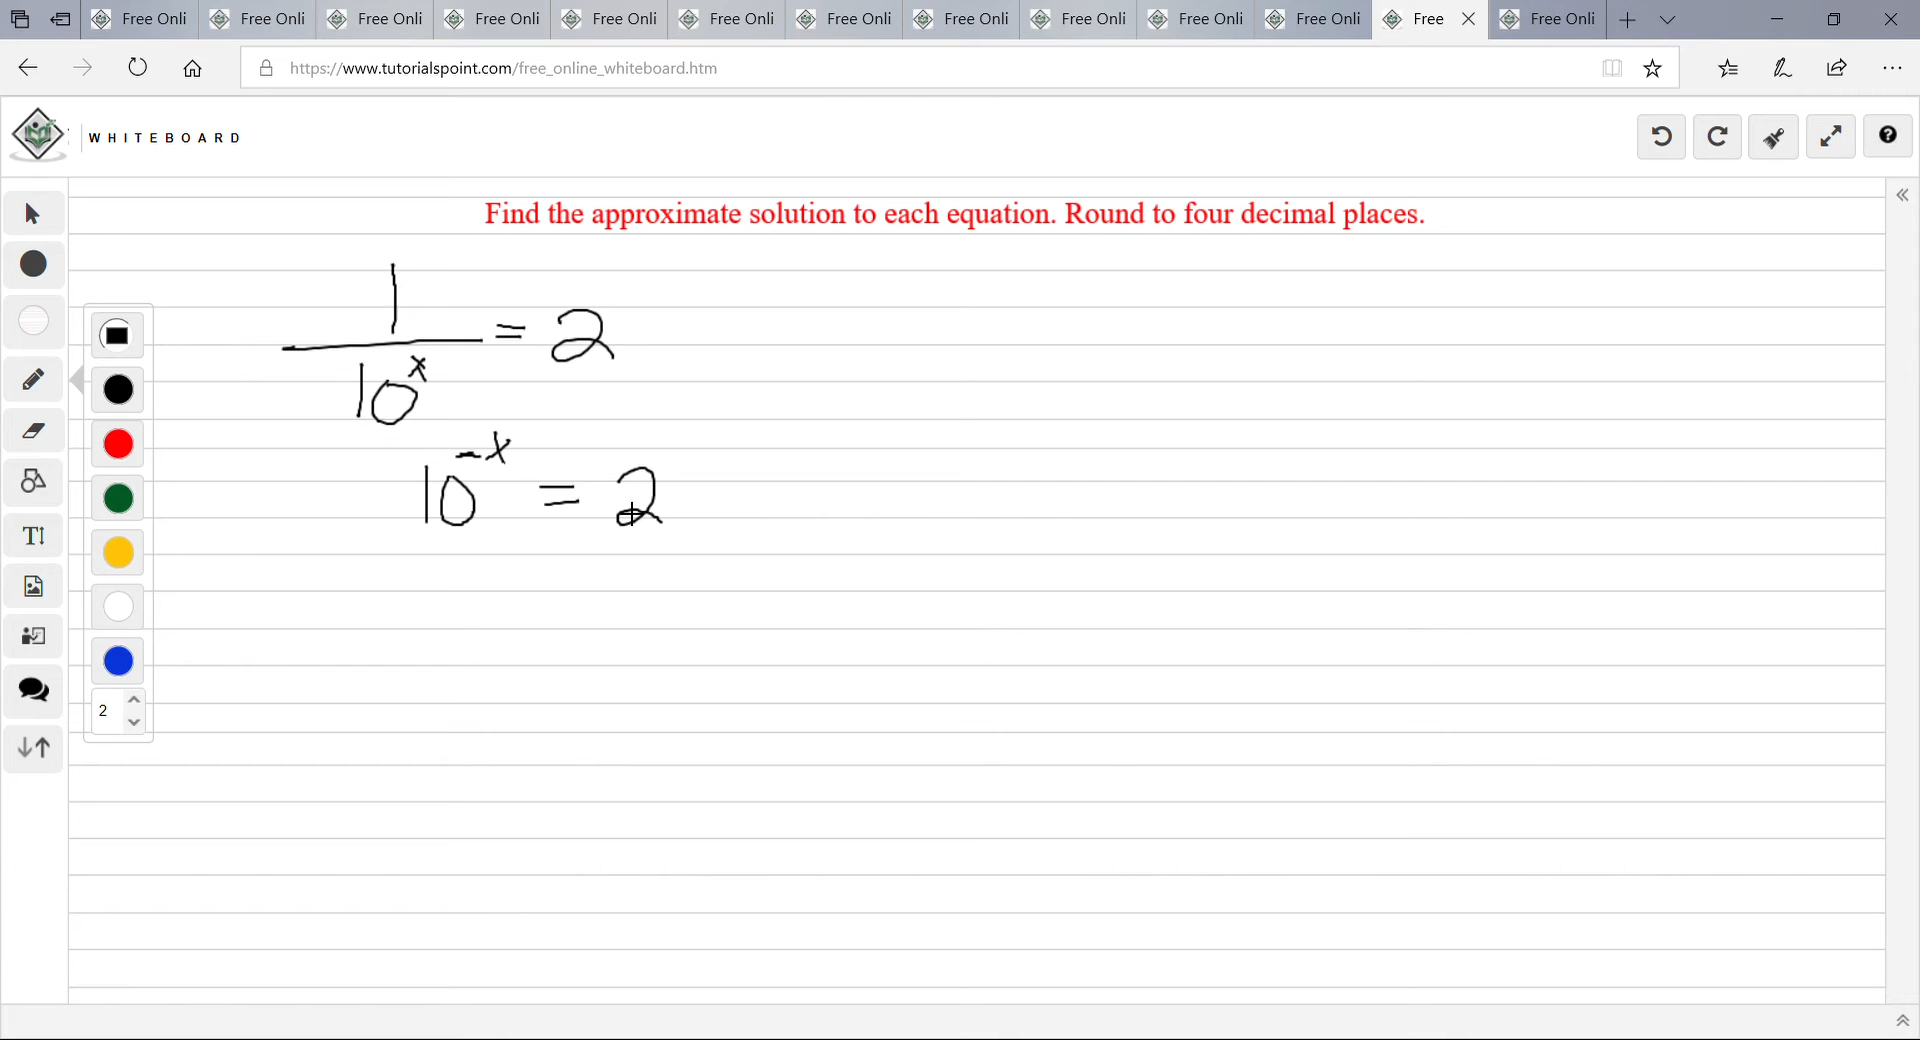 Free Onli Free Onli Free Onli Free Onli Free Onli Free Onli Free Onli Free Onli Free Onli Free Onli Free Onli Free Free Onli
https://www.tutorialspoint.com/free_online_whiteboard.htm
WHITEBOARD
Find the approximate solution to each equation. Round to four decimal places.
1
= 2
10^x
10^-x = 2
2